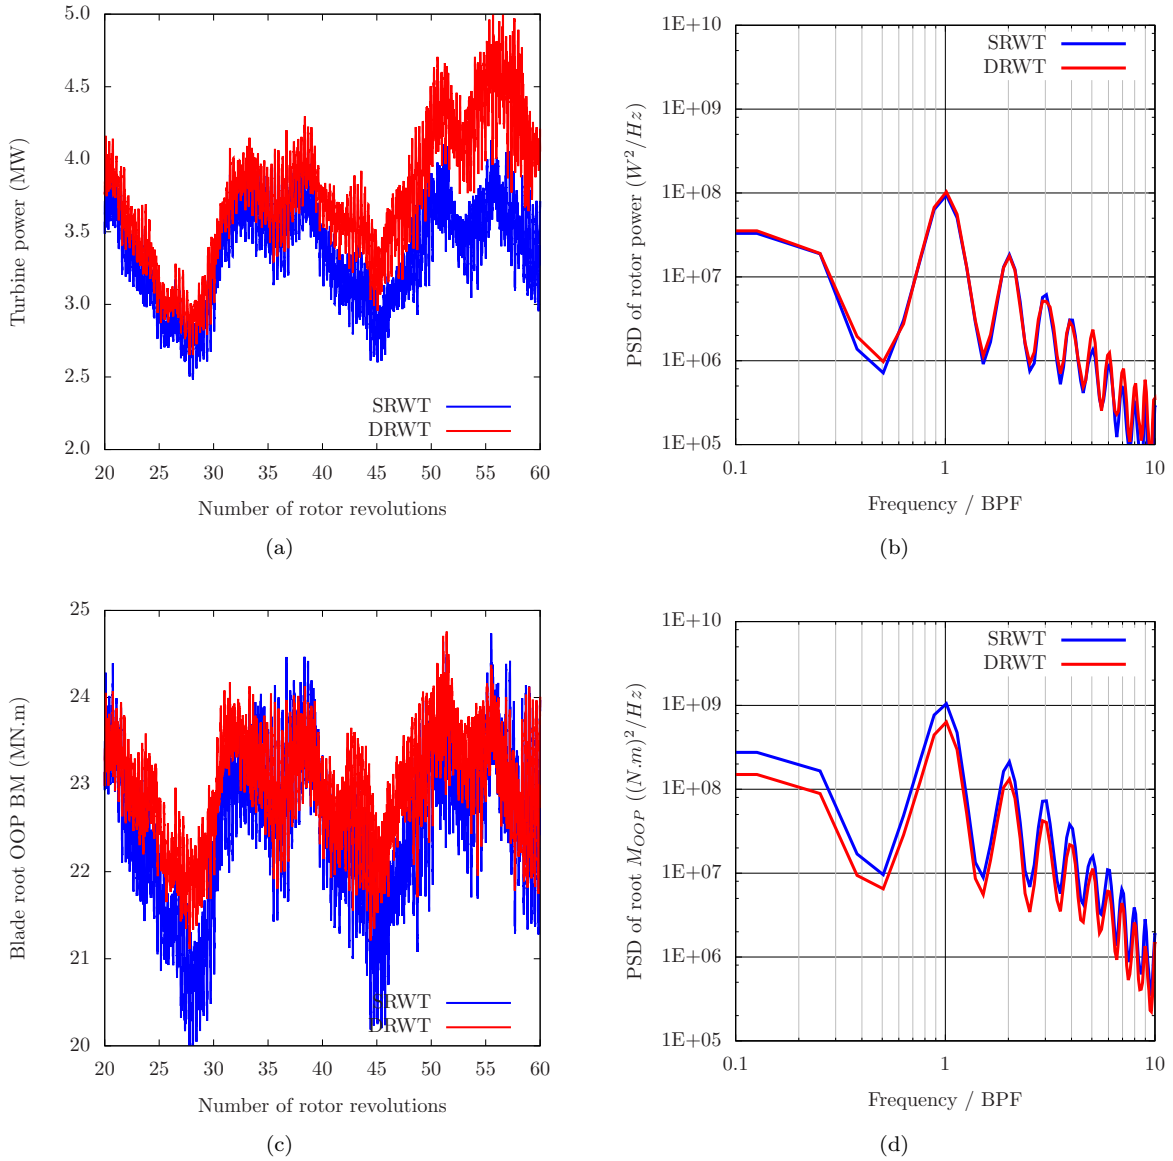 5.0
4.5
4.0
3.5
3.0
2.5
2.0
Turbine power (MW)
SRWT
DRWT
20 25 30 35 40 45 50 55 60
Number of rotor revolutions
(a)
1E+10
1E+09
1E+08
1E+07
1E+06
1E+05
PSD of rotor power (W²/Hz)
SRWT
DRWT
0.1 1 10
Frequency / BPF
(b)
25
24
23
22
21
20
Blade root OOP BM (MN.m)
SRWT
DRWT
20 25 30 35 40 45 50 55 60
Number of rotor revolutions
(c)
1E+10
1E+09
1E+08
1E+07
1E+06
1E+05
PSD of root M_OOP ((N.m)²/Hz)
SRWT
DRWT
0.1 1 10
Frequency / BPF
(d)